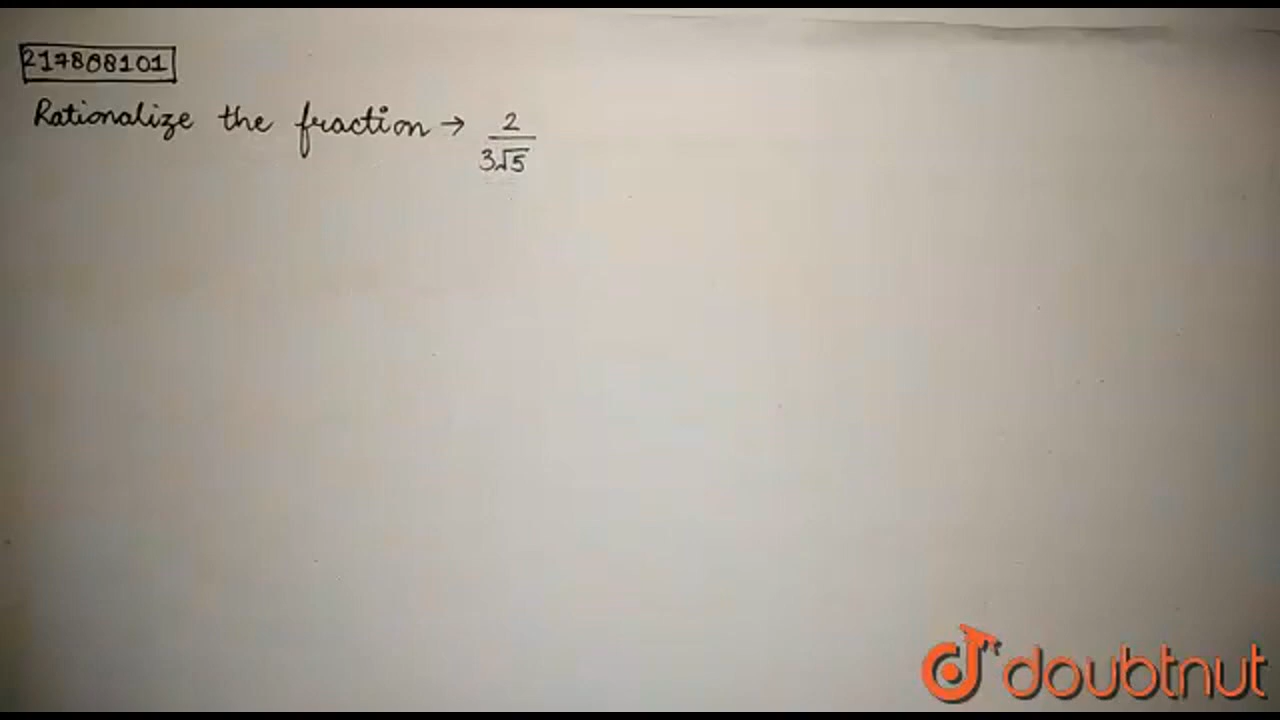 217808101
Rationalize the fraction → 2/3√5
doubtnut